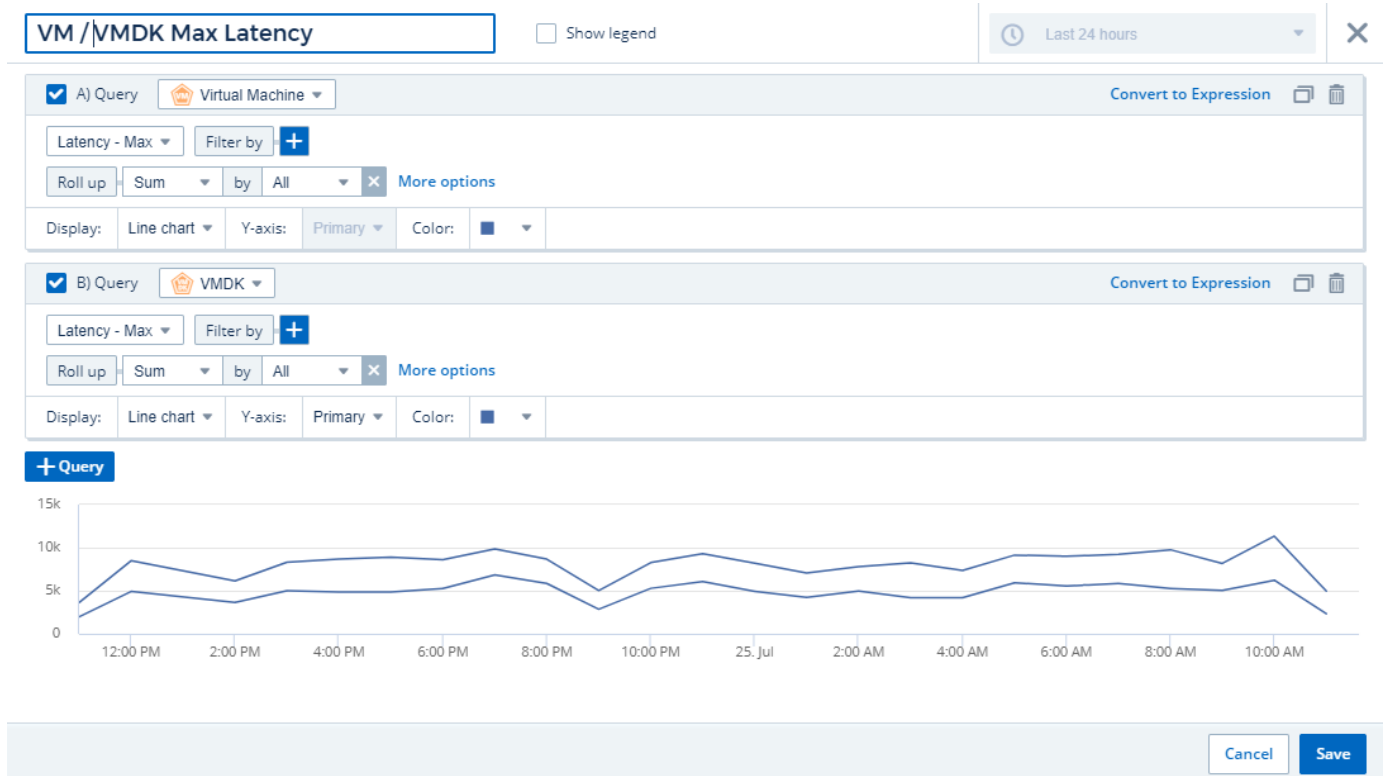 VM / VMDK Max Latency Show legend Last 24 hours
A) Query Virtual Machine Convert to Expression
Latency - Max Filter by
Roll up Sum by All More options
Display: Line chart Y-axis: Primary Color:
B) Query VMDK Convert to Expression
Latency - Max Filter by
Roll up Sum by All More options
Display: Line chart Y-axis: Primary Color:
+ Query
15k
10k
5k
0
12:00 PM 2:00 PM 4:00 PM 6:00 PM 8:00 PM 10:00 PM 25. Jul 2:00 AM 4:00 AM 6:00 AM 8:00 AM 10:00 AM
Cancel Save